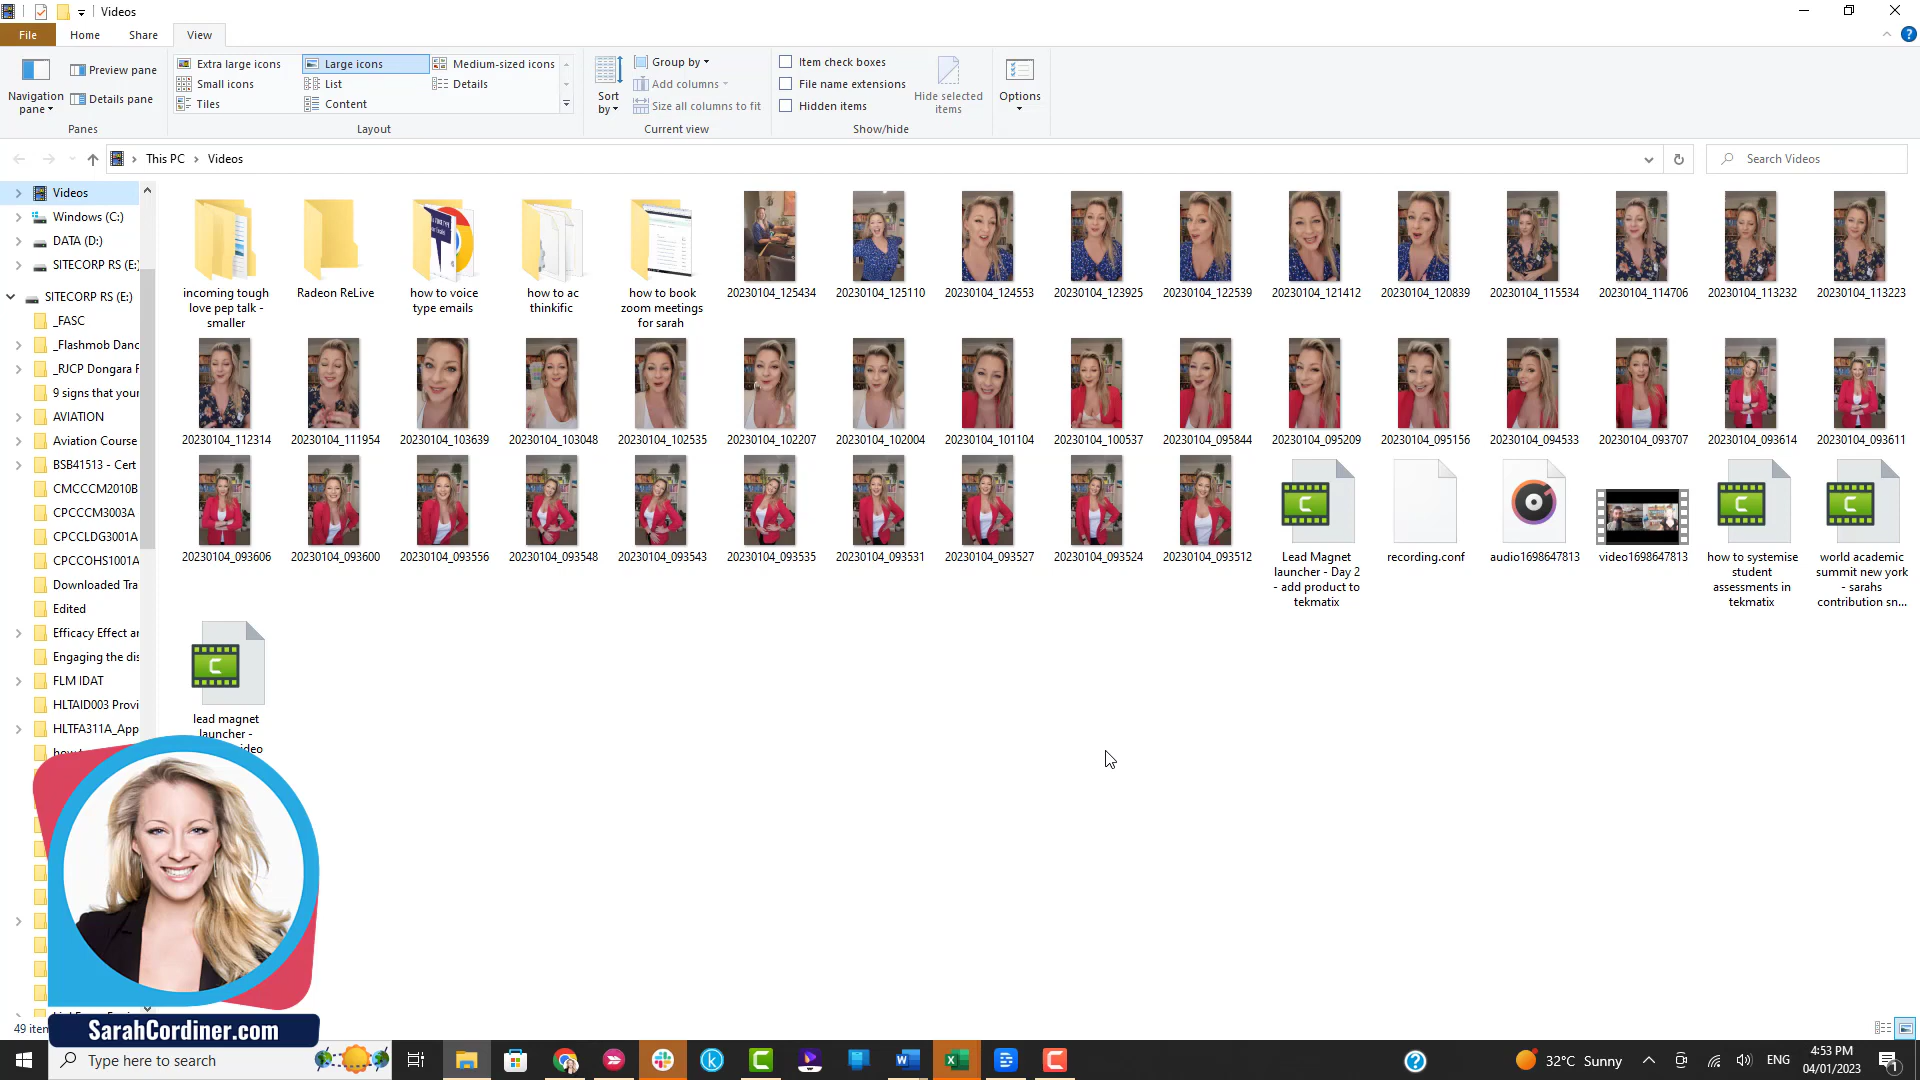 Videos
File Home Share View
Navigation pane
Preview pane
Details pane
Panes
Extra large icons Large icons Medium-sized icons
Small icons List Details
Tiles Content
Layout
Sort by
Group by
Add columns
Size all columns to fit
Current view
Item check boxes
File name extensions
Hidden items
Hide selected items
Show/hide
Options
This PC Videos
Search Videos
Videos
Windows (C:)
DATA (D:)
SITECORP RS (E:)
SITECORP RS (E:)
_FASC
_Flashmob Danc
_RJCP Dongara F
9 signs that your
AVIATION
Aviation Course
BSB41513 - Cert
CMCCCM2010B
CPCCCM3003A
CPCCLDG3001A
CPCCOHS1001A
Downloaded Tra
Edited
Efficacy Effect ar
Engaging the dis
FLM IDAT
HLTAID003 Provi
HLTFA311A_App
incoming tough
love pep talk -
smaller
Radeon ReLive
how to voice
type emails
how to ac
thinkific
how to book
zoom meetings
for sarah
20230104_125434
20230104_125110
20230104_124553
20230104_123925
20230104_122539
20230104_121412
20230104_120839
20230104_115534
20230104_114706
20230104_113232
20230104_113223
20230104_112314
20230104_111954
20230104_103639
20230104_103048
20230104_102535
20230104_102207
20230104_102004
20230104_101104
20230104_100537
20230104_095844
20230104_095209
20230104_095156
20230104_094533
20230104_093707
20230104_093614
20230104_093611
20230104_093606
20230104_093600
20230104_093556
20230104_093548
20230104_093543
20230104_093535
20230104_093531
20230104_093527
20230104_093524
20230104_093512
Lead Magnet
launcher - Day 2
- add product to
tekmatix
recording.conf
audio1698647813
video1698647813
how to systemise
student
assessments in
tekmatix
world academic
summit new york
- sarahs
contribution sn...
lead magnet
launcher -
49 iten
SarahCordiner.com
Type here to search
32°C Sunny
ENG
4:53 PM
04/01/2023